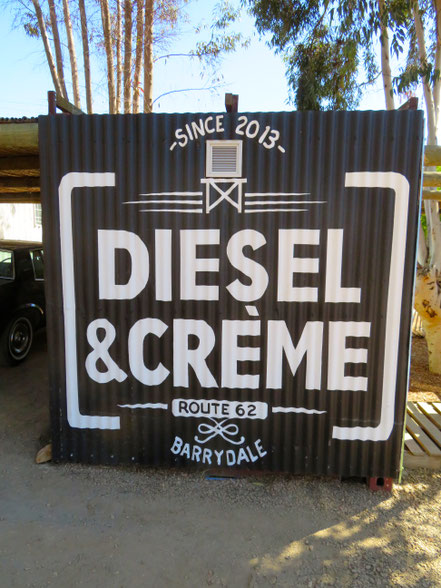 -SINCE 2013-
DIESEL
&CRÈME
ROUTE 62
BARRYDALE